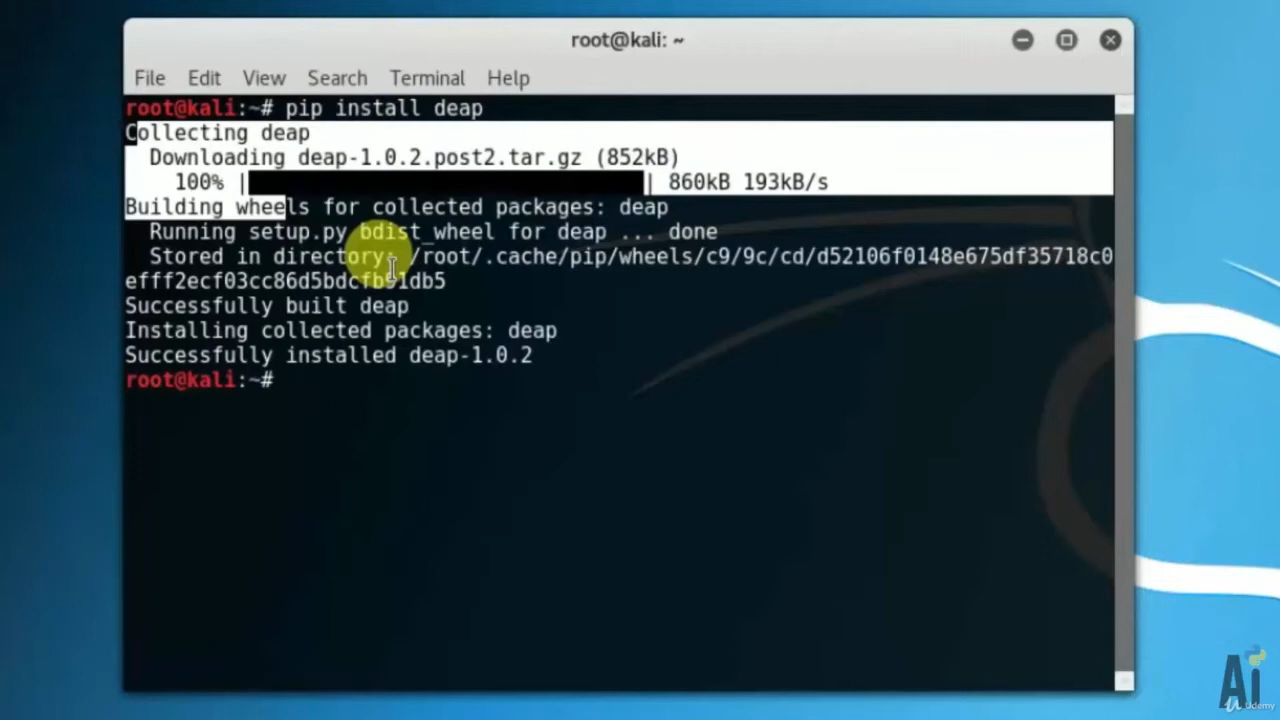 root@kali: ~
File Edit View Search Terminal Help
root@kali:~# pip install deap
Collecting deap
  Downloading deap-1.0.2.post2.tar.gz (852kB)
    100% |████████████████████████████████| 860kB 193kB/s
Building wheels for collected packages: deap
  Running setup.py bdist_wheel for deap ... done
  Stored in directory: /root/.cache/pip/wheels/c9/9c/cd/d52106f0148e675df35718c0
efff2ecf03cc86d5bdcfb91db5
Successfully built deap
Installing collected packages: deap
Successfully installed deap-1.0.2
root@kali:~#
Ai
Udemy